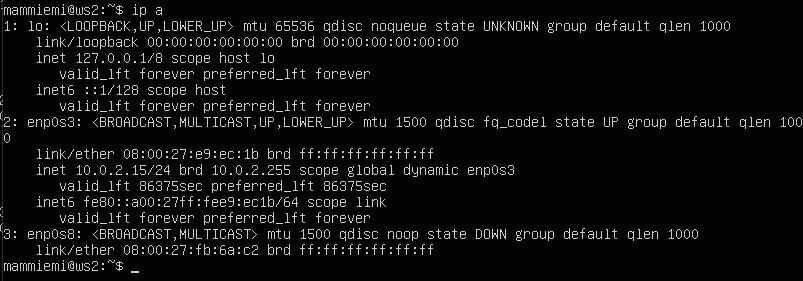 mammiemi@ws2:~$ ip a
1: lo: <LOOPBACK,UP,LOWER_UP> mtu 65536 qdisc noqueue state UNKNOWN group default qlen 1000
    link/loopback 00:00:00:00:00:00 brd 00:00:00:00:00:00
    inet 127.0.0.1/8 scope host lo
       valid_lft forever preferred_lft forever
    inet6 ::1/128 scope host
       valid_lft forever preferred_lft forever
2: enp0s3: <BROADCAST,MULTICAST,UP,LOWER_UP> mtu 1500 qdisc fq_codel state UP group default qlen 100
0
    link/ether 08:00:27:e9:ec:1b brd ff:ff:ff:ff:ff:ff
    inet 10.0.2.15/24 brd 10.0.2.255 scope global dynamic enp0s3
       valid_lft 86375sec preferred_lft 86375sec
    inet6 fe80::a00:27ff:fee9:ec1b/64 scope link
       valid_lft forever preferred_lft forever
3: enp0s8: <BROADCAST,MULTICAST> mtu 1500 qdisc noop state DOWN group default qlen 1000
    link/ether 08:00:27:fb:6a:c2 brd ff:ff:ff:ff:ff:ff
mammiemi@ws2:~$ _